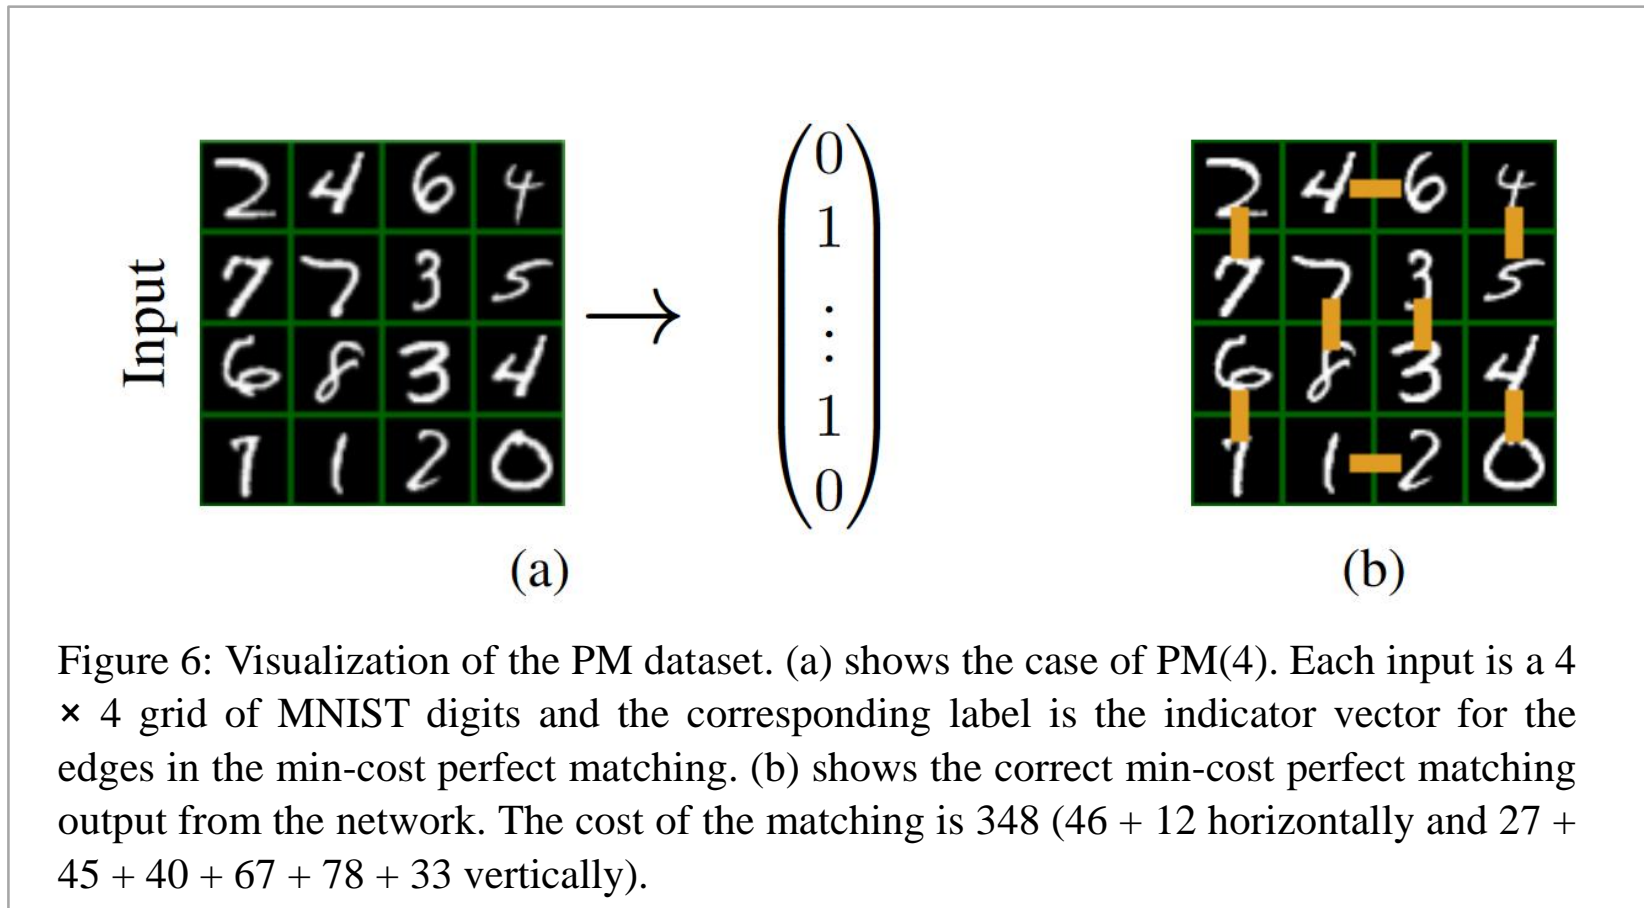 Input
2 4 6 4
7 7 3 5
6 8 3 4
7 1 2 0
0
1
⋮
1
0
2 4 6 4
7 7 3 5
6 8 3 4
7 1 2 0
(a)
(b)
Figure 6: Visualization of the PM dataset. (a) shows the case of PM(4). Each input is a 4
× 4 grid of MNIST digits and the corresponding label is the indicator vector for the
edges in the min-cost perfect matching. (b) shows the correct min-cost perfect matching
output from the network. The cost of the matching is 348 (46 + 12 horizontally and 27 +
45 + 40 + 67 + 78 + 33 vertically).